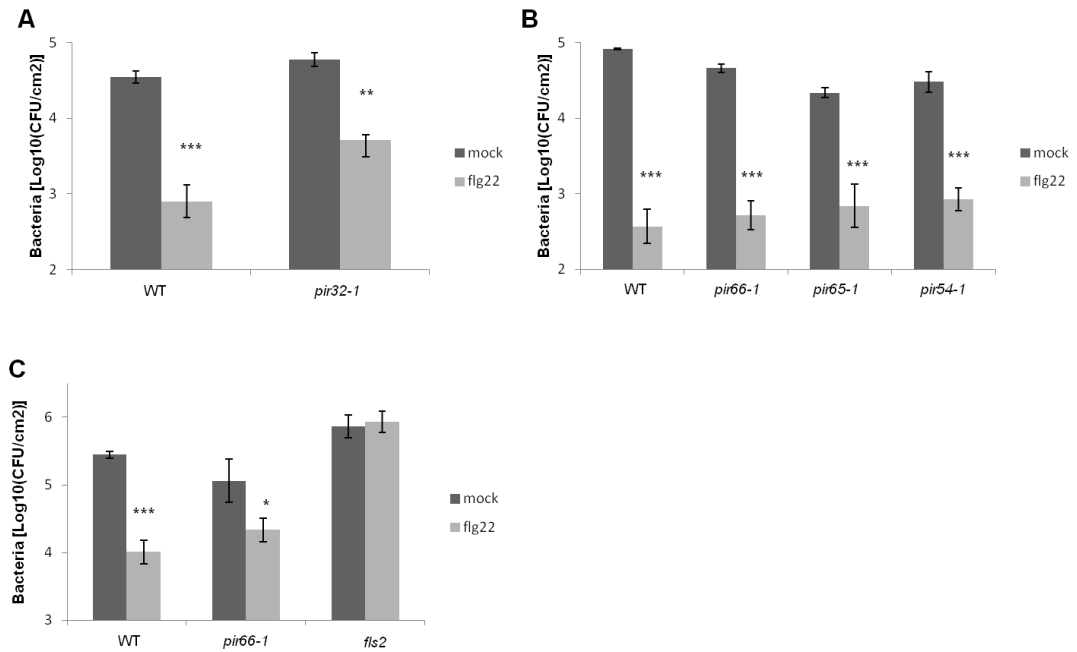 A
Bacteria [Log10(CFU/cm2)]
5
4
3
2
***
**
WT
pir32-1
mock
flg22
B
Bacteria [Log10(CFU/cm2)]
5
4
3
2
***
***
***
***
WT
pir66-1
pir65-1
pir54-1
mock
flg22
C
Bacteria [Log10(CFU/cm2)]
6
5
4
3
***
*
WT
pir66-1
fls2
mock
flg22